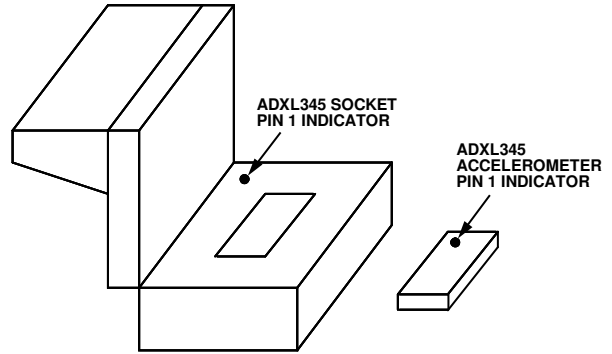 ADXL345 SOCKET
PIN 1 INDICATOR
ADXL345
ACCELEROMETER
PIN 1 INDICATOR